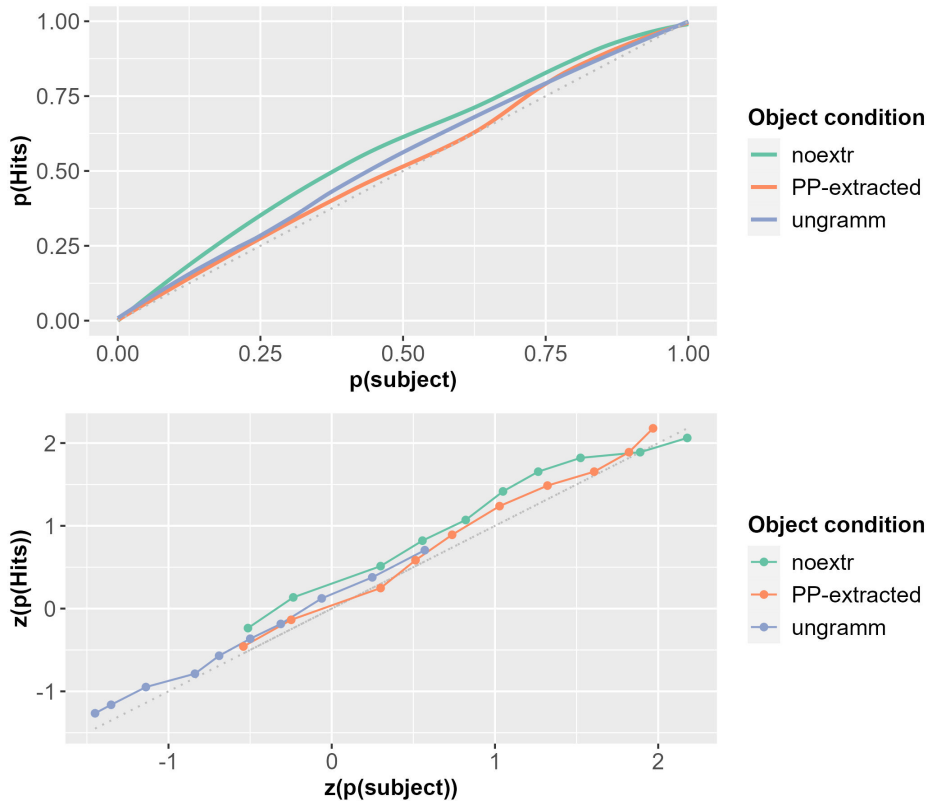 1.00
0.75
0.50
0.25
0.00
p(Hits)
0.00 0.25 0.50 0.75 1.00
p(subject)
Object condition
noextr
PP-extracted
ungramm
2
1
0
-1
z(p(Hits))
-1 0 1 2
z(p(subject))
Object condition
noextr
PP-extracted
ungramm